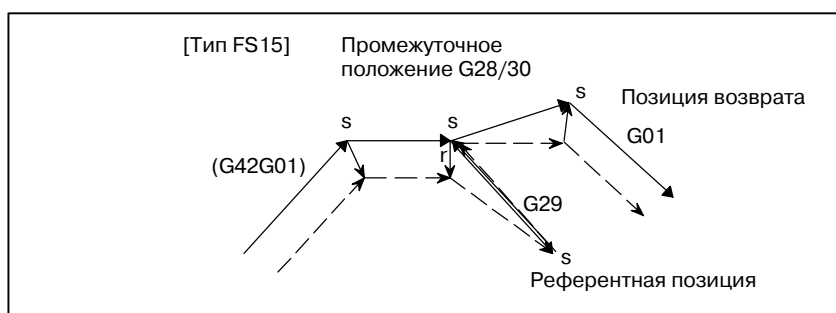 [Тип FS15]
Промежуточное
положение G28/30
s
Позиция возврата
s
s
G01
r
(G42G01)
G29
s
Референтная позиция